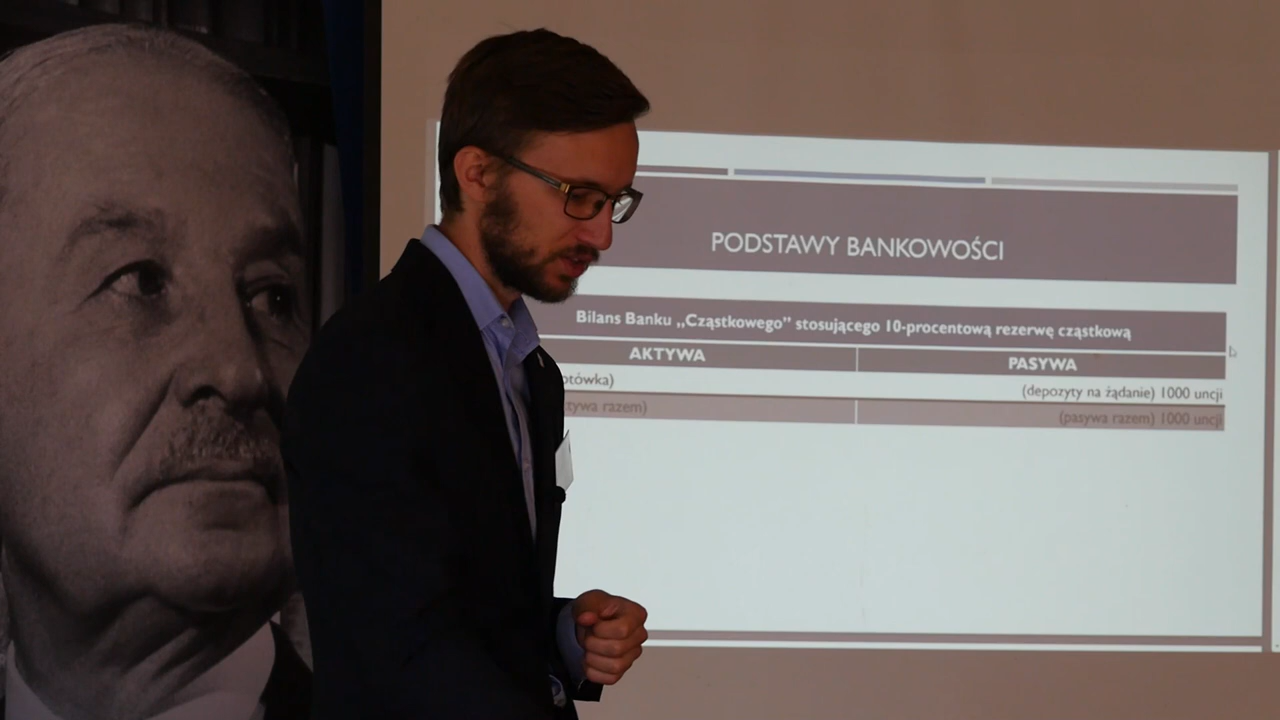 PODSTAWY BANKOWOŚCI
Bilans Banku „Cząstkowego” stosującego 10-procentową rezerwę cząstkową
AKTYWA PASYWA
(depozyty na żądanie) 1000 uncji
razem) (pasywa razem) 1000 uncji